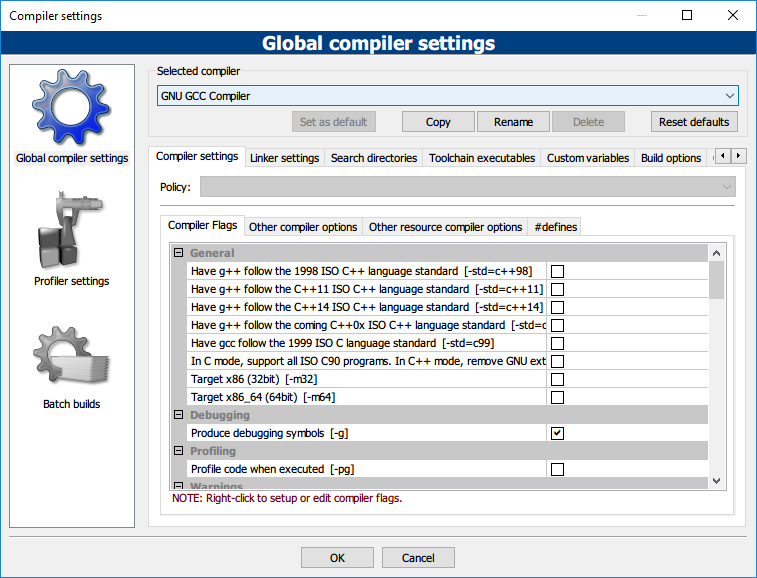 Compiler settings
Global compiler settings
Global compiler settings
Profiler settings
Batch builds
Selected compiler
GNU GCC Compiler
Set as default
Copy
Rename
Delete
Reset defaults
Compiler settings
Linker settings
Search directories
Toolchain executables
Custom variables
Build options
Policy:
Compiler Flags
Other compiler options
Other resource compiler options
#defines
General
Have g++ follow the 1998 ISO C++ language standard [-std=c++98]
Have g++ follow the C++11 ISO C++ language standard [-std=c++11]
Have g++ follow the C++14 ISO C++ language standard [-std=c++14]
Have g++ follow the coming C++0x ISO C++ language standard [-std=c
Have gcc follow the 1999 ISO C language standard [-std=c99]
In C mode, support all ISO C90 programs. In C++ mode, remove GNU ext
Target x86 (32bit) [-m32]
Target x86_64 (64bit) [-m64]
Debugging
Produce debugging symbols [-g]
Profiling
Profile code when executed [-pg]
Warnings
NOTE: Right-click to setup or edit compiler flags.
OK
Cancel